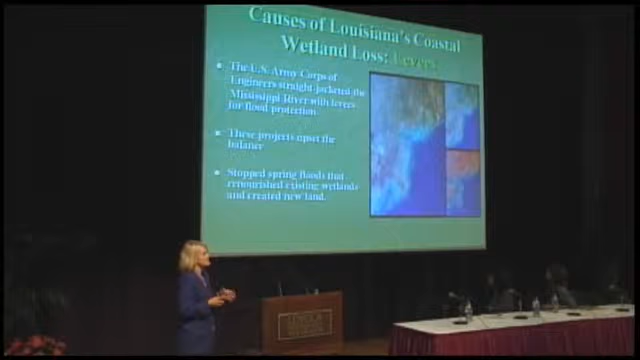 Causes of Louisiana's Coastal
Wetland Loss: Levees
The U.S. Army Corps of
Engineers straight-jacketed the
Mississippi River with levees
for flood protection.
These projects upset the
balance
Stopped spring floods that
renourished existing wetlands
and created new land.